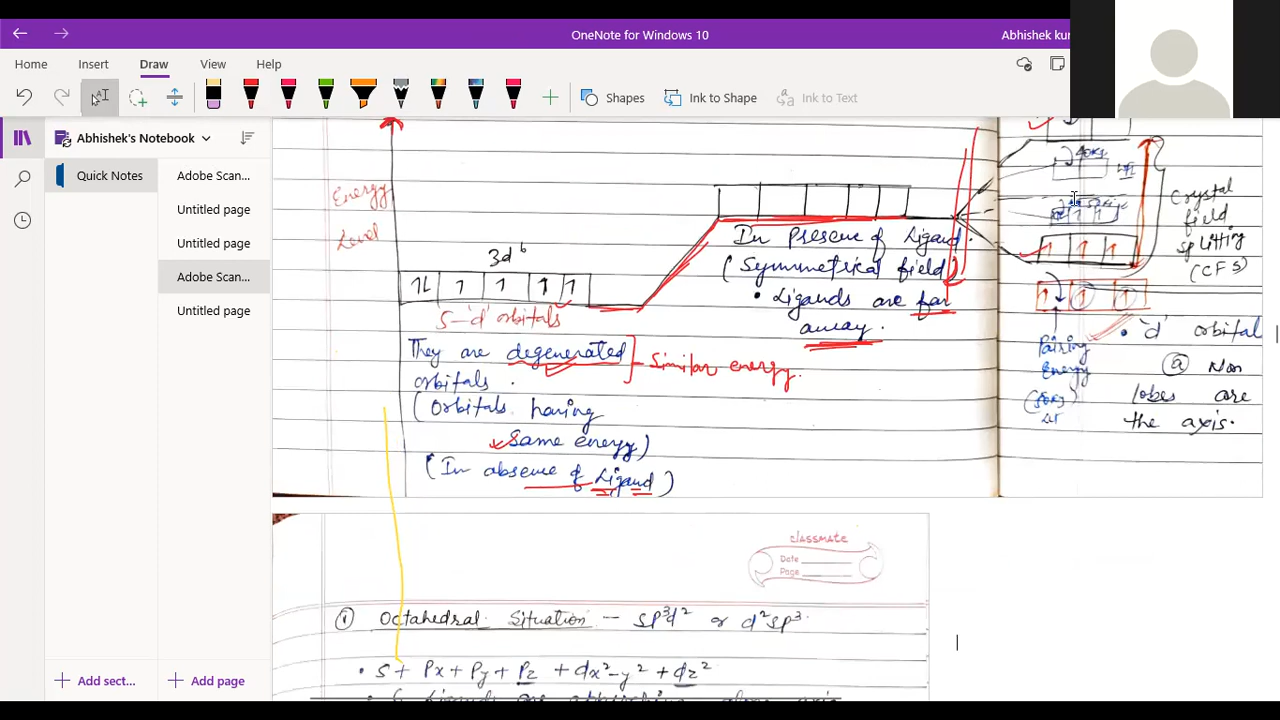 OneNote for Windows 10
Abhishek kur
Home
Insert
Draw
View
Help
Shapes
Ink to Shape
Ink to Text
Abhishek's Notebook
Quick Notes
Adobe Scan...
Untitled page
Untitled page
Adobe Scan...
Untitled page
Add sect...
Add page
Energy
Level
3d⁶
5-'d' orbitals
They are degenerated
orbitals.
Similar energy.
(Orbitals having
Same energy)
(In absence of Ligand)
In presence of Ligand.
(Symmetrical field)
• Ligands are far
away.
Crystal
field
splitting
(CFS)
Pairing
Energy
• 'd' orbital
ⓐ Non
lobes are
the axis.
classmate
Date
Page
① Octahedral Situation - sp³d² or d²sp³.
• S + Px + Py + Pz + dx²-y² + dz²